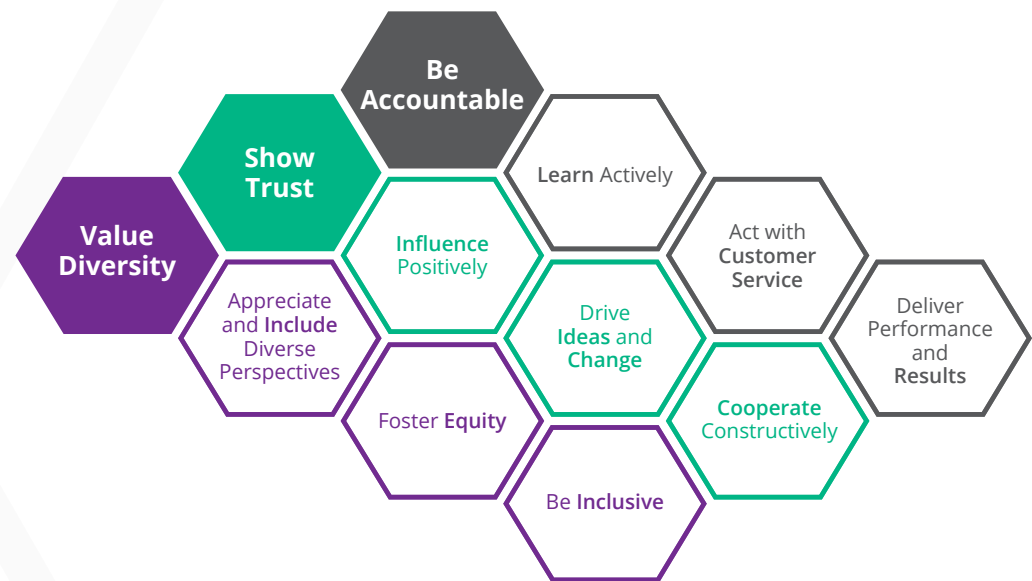 Be
Accountable
Show
Trust
Value
Diversity
Learn Actively
Influence
Positively
Act with
Customer
Service
Appreciate
and Include
Diverse
Perspectives
Drive
Ideas and
Change
Deliver
Performance
and
Results
Foster Equity
Cooperate
Constructively
Be Inclusive